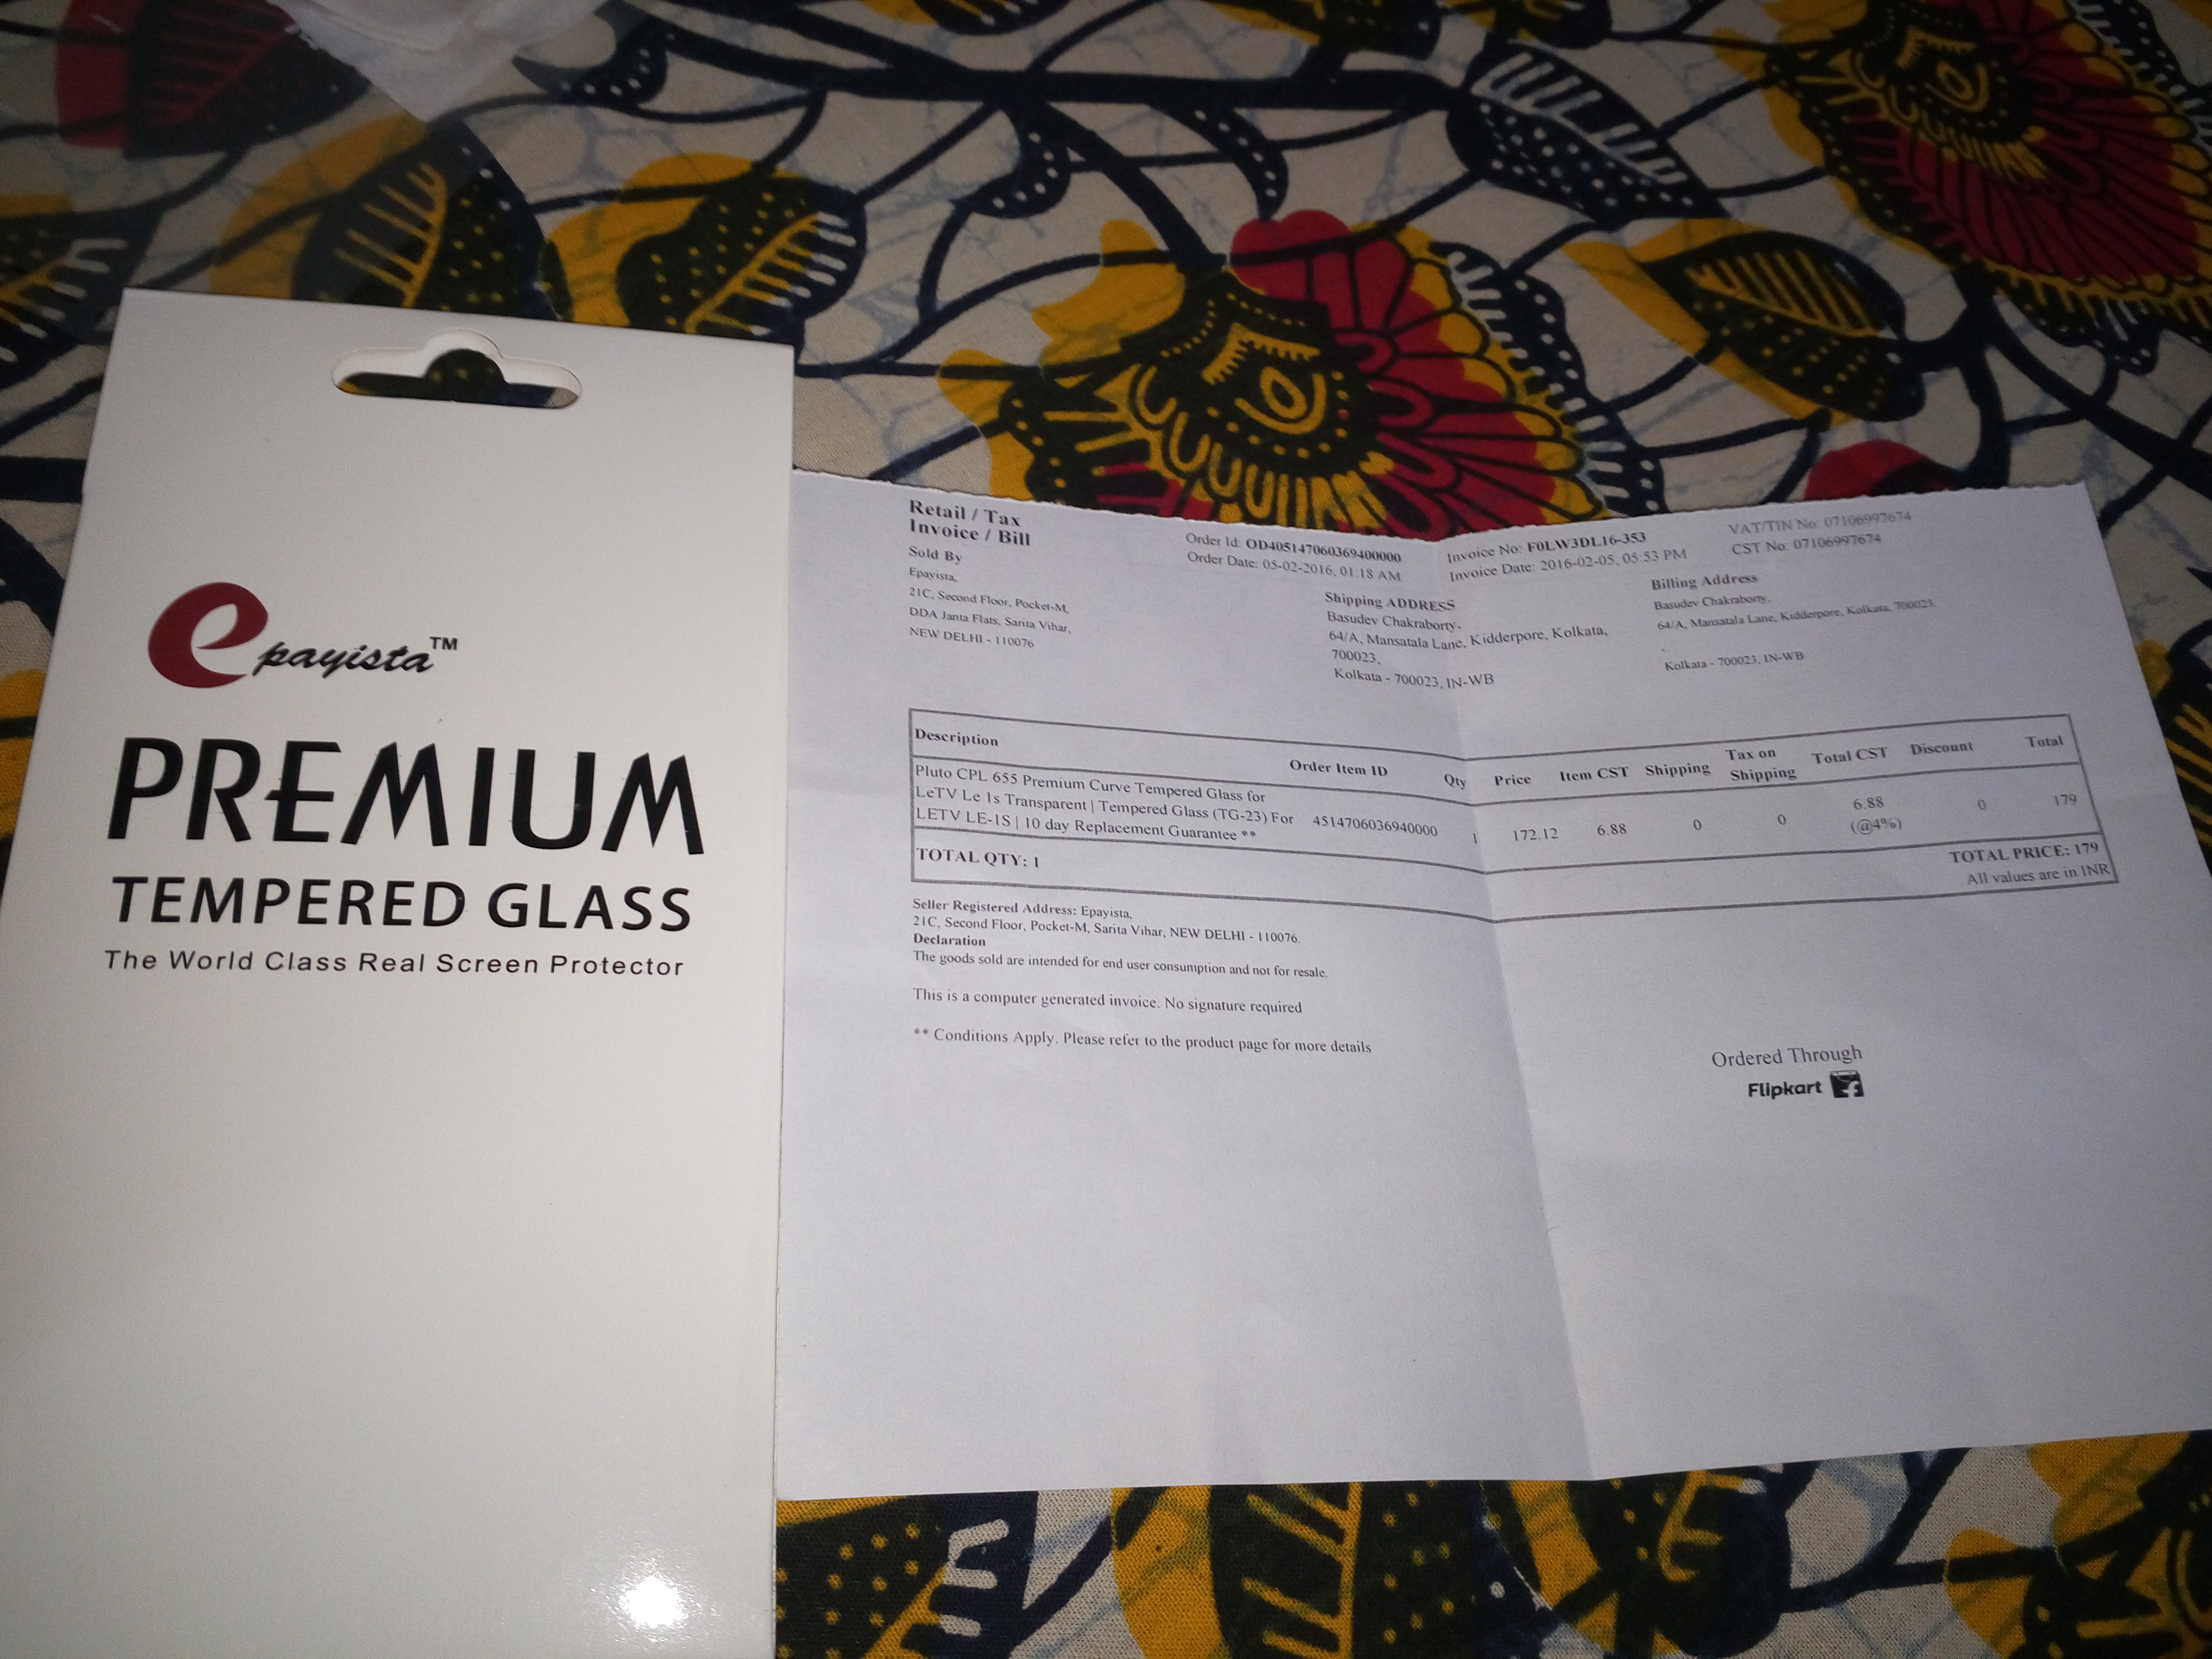 epayista™
PREMIUM
TEMPERED GLASS
The World Class Real Screen Protector
Retail / Tax
Invoice / Bill
Sold By
Epayista,
21C, Second Floor, Pocket-M,
DDA Janta Flats, Sarita Vihar,
NEW DELHI - 110076
Order Id: OD405147060369400000
Order Date: 05-02-2016, 01:18 AM
Invoice No: F0LW3DL16-353
Invoice Date: 2016-02-05, 05:53 PM
VAT/TIN No: 07106997674
CST No: 07106997674
Shipping ADDRESS
Basudev Chakraborty.
64/A, Mansatala Lane, Kidderpore, Kolkata,
700023,
Kolkata - 700023, IN-WB
Billing Address
Basudev Chakraborty.
64/A, Mansatala Lane, Kidderpore, Kolkata, 700023.
.
Kolkata - 700023, IN-WB
Description Order Item ID Qty Price Item CST Shipping Tax on Shipping Total CST Discount Total
Pluto CPL 655 Premium Curve Tempered Glass for
LeTV Le 1s Transparent | Tempered Glass (TG-23) For
LETV LE-1S | 10 day Replacement Guarantee **
4514706036940000 1 172.12 6.88 0 0 6.88 (@4%) 0 179
TOTAL QTY: 1
TOTAL PRICE: 179
All values are in INR
Seller Registered Address: Epayista,
21C, Second Floor, Pocket-M, Sarita Vihar, NEW DELHI - 110076.
Declaration
The goods sold are intended for end user consumption and not for resale.
This is a computer generated invoice. No signature required
** Conditions Apply. Please refer to the product page for more details
Ordered Through
Flipkart